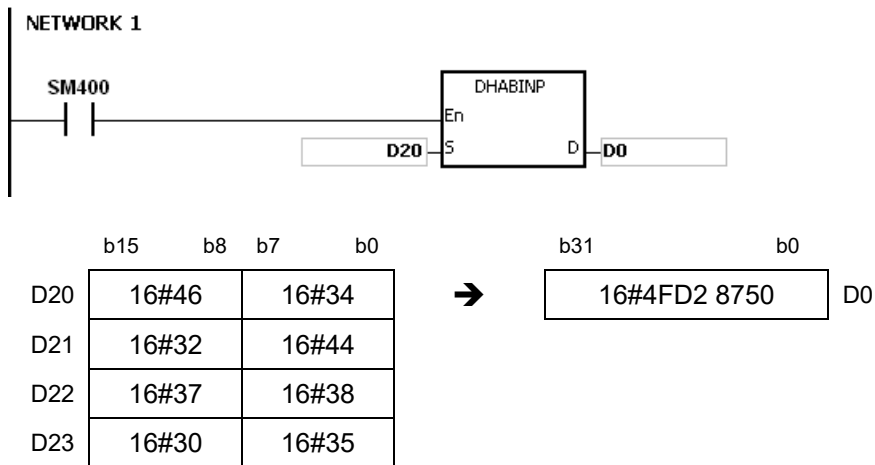 NETWORK 1
SM400
DHABINP
En
D20 S D D0
b15 b8 b7 b0 b31 b0
D20 16#46 16#34 ➔ 16#4FD2 8750 D0
D21 16#32 16#44
D22 16#37 16#38
D23 16#30 16#35